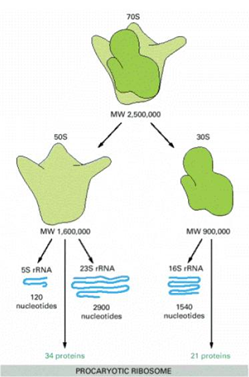 70S
MW 2,500,000
50S
30S
MW 1,600,000
MW 900,000
5S rRNA
23S rRNA
16S rRNA
120
nucleotides
2900
nucleotides
1540
nucleotides
34 proteins
21 proteins
PROCARYOTIC RIBOSOME